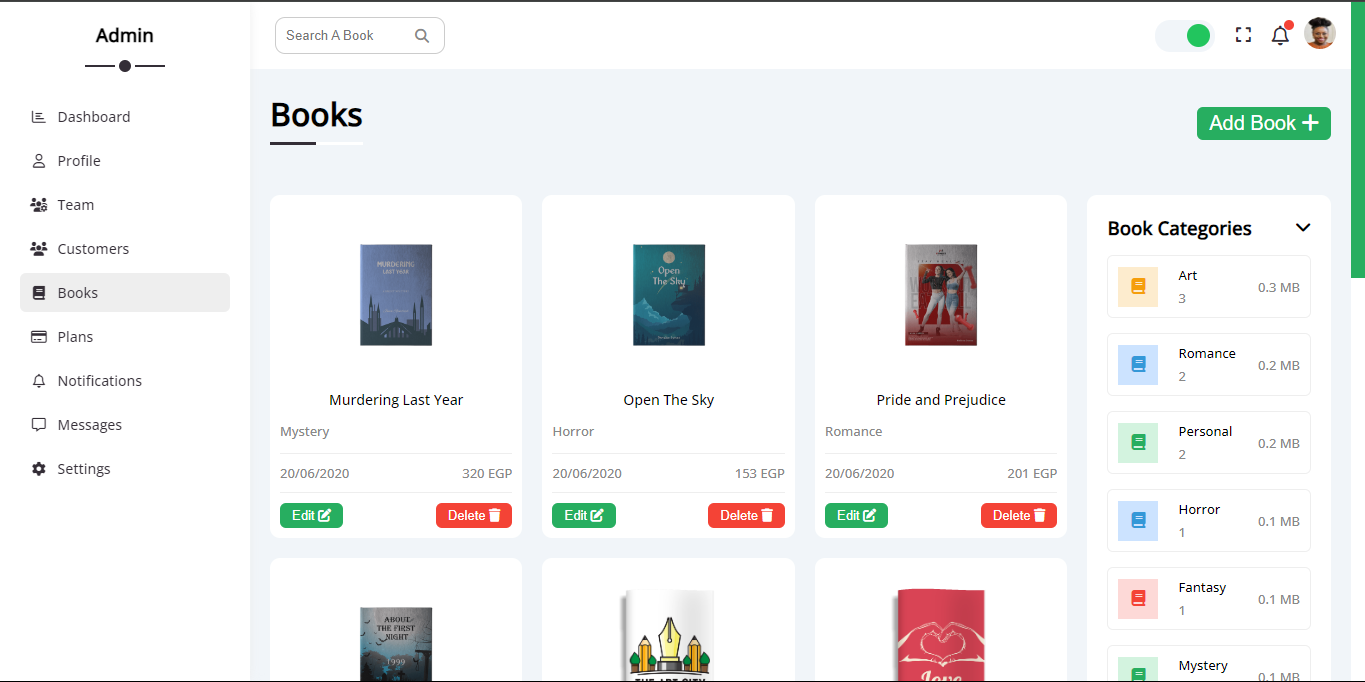 Admin
Dashboard
Profile
Team
Customers
Books
Plans
Notifications
Messages
Settings
Search A Book
Books
Add Book
MURDERING
LAST YEAR
Murdering Last Year
Mystery
20/06/2020 320 EGP
Edit Delete
Open
The Sky
Open The Sky
Horror
20/06/2020 153 EGP
Edit Delete
Pride and Prejudice
Romance
20/06/2020 201 EGP
Edit Delete
ABOUT
THE FIRST
NIGHT
1999
THE ART CITY
Love
Book Categories
Art
3
0.3 MB
Romance
2
0.2 MB
Personal
2
0.2 MB
Horror
1
0.1 MB
Fantasy
1
0.1 MB
Mystery
0.1 MB